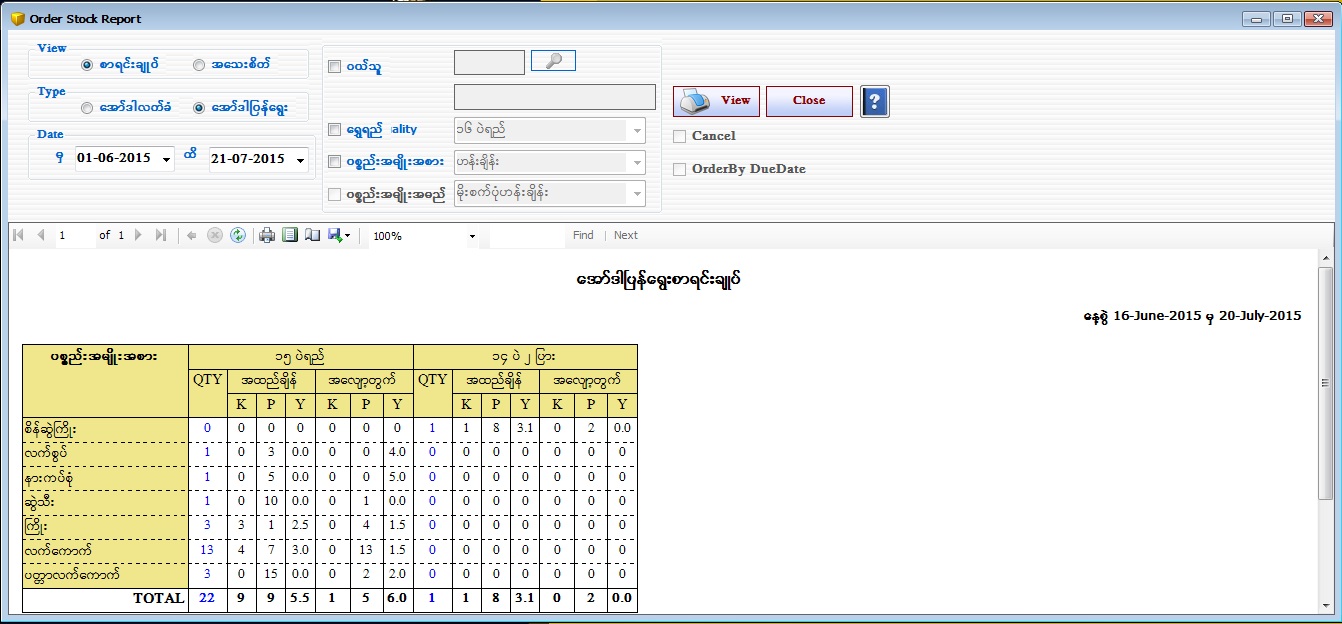 Order Stock Report
View
စာရင်းချုပ် အသေးစိတ်
Type
အော်ဒါလက်ခံ အော်ဒါပြန်ရွေး
Date
မှ 01-06-2015 ထိ 21-07-2015
ဝယ်သူ
ရွှေရည် ality ၁၆ ပဲရည်
ပစ္စည်းအမျိုးအစား ဟန်းချိန်း
ပစ္စည်းအမျိုးအမည် မိုးစက်ပုံဟန်းချိန်း
View Close ?
Cancel
OrderBy DueDate
1 of 1 100% Find | Next
အော်ဒါပြန်ရွေးစာရင်းချုပ်
နေ့စွဲ 16-June-2015 မှ 20-July-2015
ပစ္စည်းအမျိုးအစား ၁၅ ပဲရည် ၁၄ ပဲ ၂ ပြား
QTY အထည်ချိန် အလျော့တွက် QTY အထည်ချိန် အလျော့တွက်
K P Y K P Y K P Y K P Y
စိန်ဆွဲကြိုး 0 0 0 0 0 0 0 1 1 8 3.1 0 2 0.0
လက်စွပ် 1 0 3 0.0 0 0 4.0 0 0 0 0 0 0 0
နားကပ်စုံ 1 0 5 0.0 0 0 5.0 0 0 0 0 0 0 0
ဆွဲသီး 1 0 10 0.0 0 1 0.0 0 0 0 0 0 0 0
ကြိုး 3 3 1 2.5 0 4 1.5 0 0 0 0 0 0 0
လက်ကောက် 13 4 7 3.0 0 13 1.5 0 0 0 0 0 0 0
ပတ္တာလက်ကောက် 3 0 15 0.0 0 2 2.0 0 0 0 0 0 0 0
TOTAL 22 9 9 5.5 1 5 6.0 1 1 8 3.1 0 2 0.0